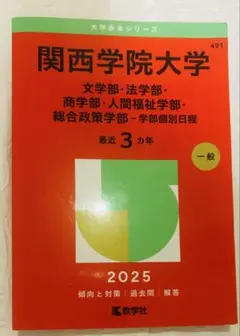 大学赤本シリーズ
491
関西学院大学
文学部・法学部・
商学部・人間福祉学部・
総合政策学部－学部個別日程
最近3カ年
一般
2025
傾向と対策｜過去問｜解答
教学社